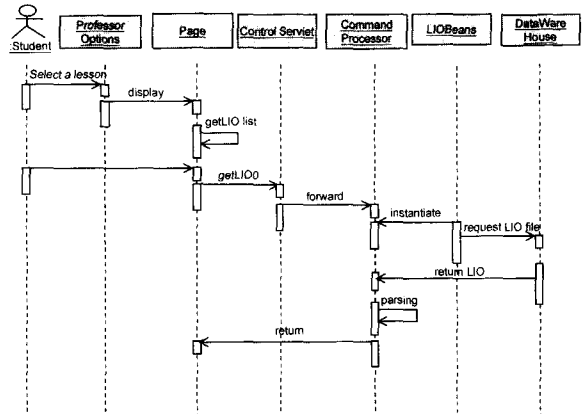 :Student
Professor
Options
Page
Control Servlet
Command
Processor
LIOBeans
DataWare
House
Select a lesson
display
getLIO list
getLIO()
forward
instantiate
request LIO file
return LIO
parsing
return